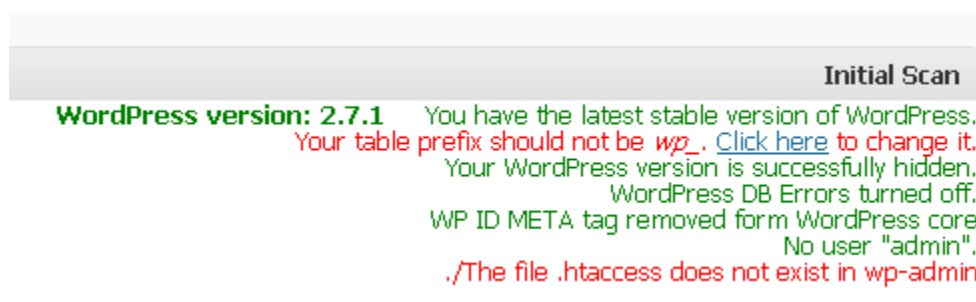 Initial Scan
WordPress version: 2.7.1 You have the latest stable version of WordPress.
Your table prefix should not be wp_. Click here to change it.
Your WordPress version is successfully hidden.
WordPress DB Errors turned off.
WP ID META tag removed form WordPress core
No user "admin".
./The file .htaccess does not exist in wp-admin